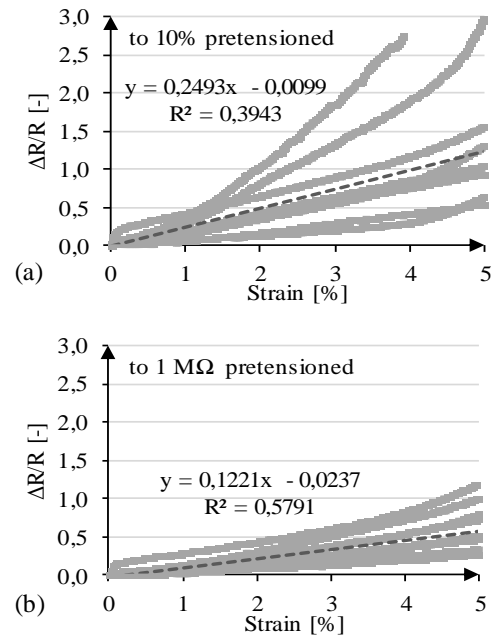 3,0
to 10% pretensioned
2,5
y = 0,2493x - 0,0099
2,0
R² = 0,3943
1,5
1,0
0,5
0,0
ΔR/R [-]
0 1 2 3 4 5
(a)
Strain [%]
3,0
to 1 MΩ pretensioned
2,5
2,0
1,5
y = 0,1221x - 0,0237
1,0
R² = 0,5791
0,5
0,0
ΔR/R [-]
0 1 2 3 4 5
(b)
Strain [%]